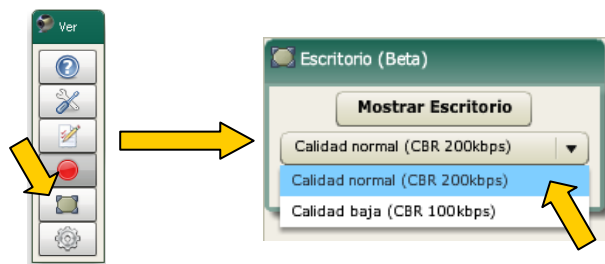 Ver
Escritorio (Beta)
Mostrar Escritorio
Calidad normal (CBR 200kbps)
Calidad normal (CBR 200kbps)
Calidad baja (CBR 100kbps)